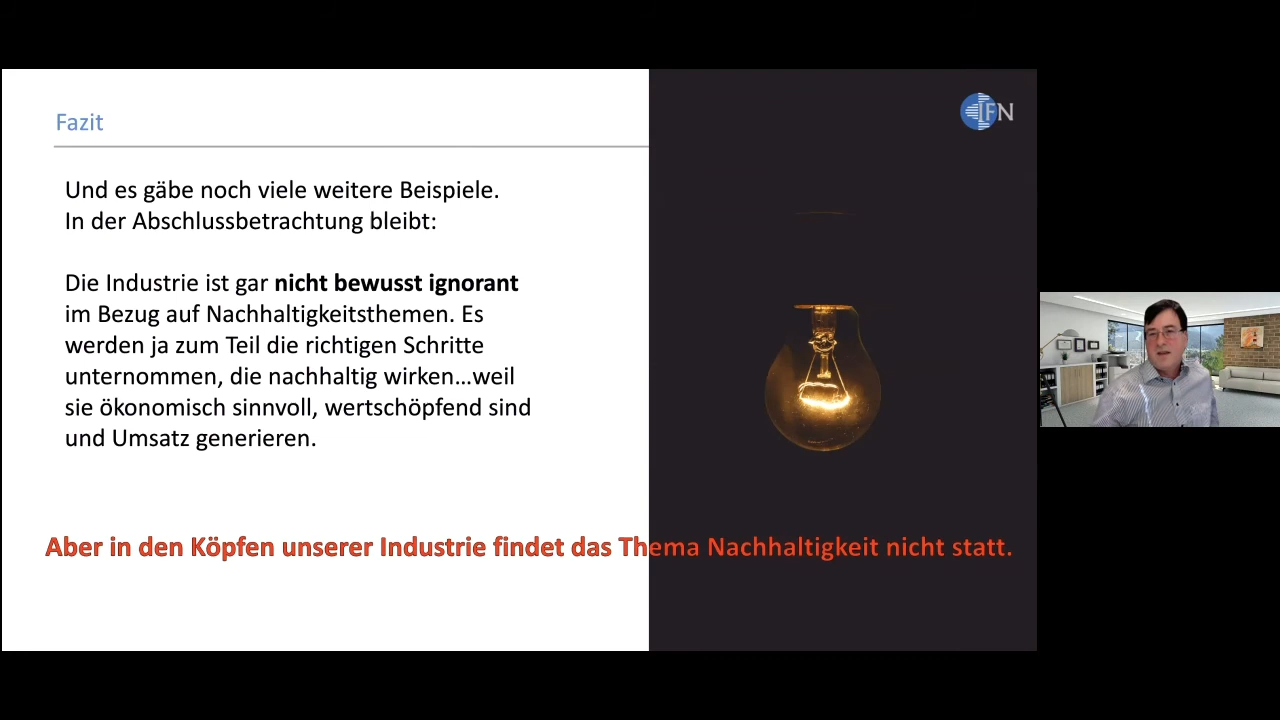 Fazit
IFN
Und es gäbe noch viele weitere Beispiele.
In der Abschlussbetrachtung bleibt:
Die Industrie ist gar nicht bewusst ignorant
im Bezug auf Nachhaltigkeitsthemen. Es
werden ja zum Teil die richtigen Schritte
unternommen, die nachhaltig wirken…weil
sie ökonomisch sinnvoll, wertschöpfend sind
und Umsatz generieren.
Aber in den Köpfen unserer Industrie findet das Thema Nachhaltigkeit nicht statt.